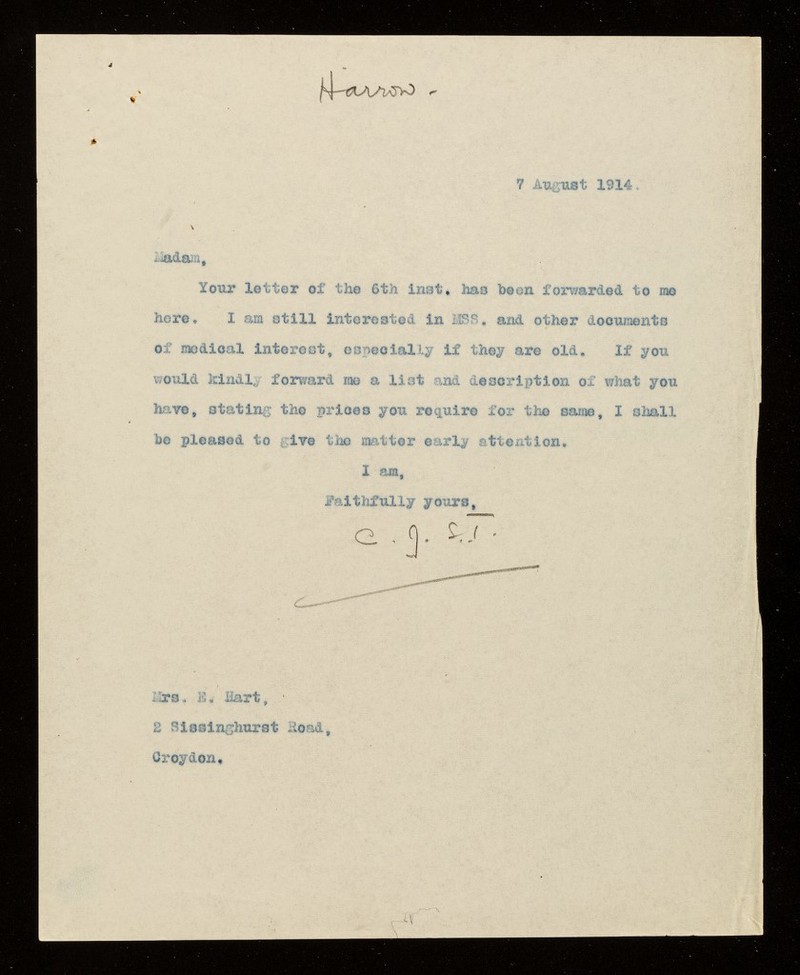 Harrow -
7 August 1914.
Madam,
Your letter of the 6th inst. has been forwarded to me
here. I am still interested in MSS. and other documents
of medical interest, especially if they are old. If you
would kindly forward me a list and description of what you
have, stating the prices you require for the same, I shall
be pleased to give the matter early attention.
I am,
Faithfully yours,
C. J. S. T.
Mrs. E. Hart,
2 Sissinghurst Road,
Croydon.